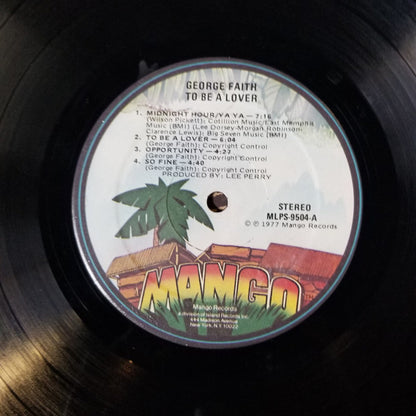 GEORGE FAITH
TO BE A LOVER
1. MIDNIGHT HOUR/YA YA — 7:16
(Wilson Pickett): Cotillion Music/East Memphis
Music (BMI) (Lee Dorsey-Morgan Robinson-
Clarence Lewis): Big Seven Music (BMI)
2. TO BE A LOVER — 6:04
(George Faith): Copyright Control
3. OPPORTUNITY — 4:23
(George Faith): Copyright Control
4. SO FINE — 4:40
(George Faith): Copyright Control
PRODUCED BY: LEE PERRY
STEREO
MLPS-9504-A
© ℗ 1977 Mango Records
MANGO
Mango Records
a division of Island Records Inc.
444 Madison Avenue
New York, N.Y. 10022